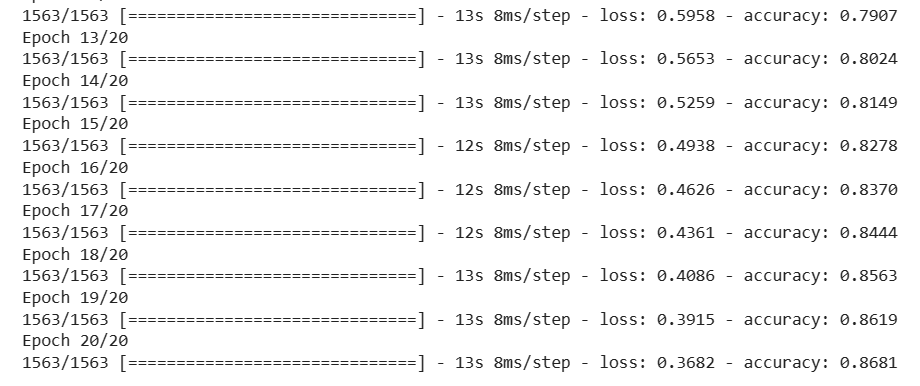 1563/1563 [==============================] - 13s 8ms/step - loss: 0.5958 - accuracy: 0.7907
Epoch 13/20
1563/1563 [==============================] - 13s 8ms/step - loss: 0.5653 - accuracy: 0.8024
Epoch 14/20
1563/1563 [==============================] - 13s 8ms/step - loss: 0.5259 - accuracy: 0.8149
Epoch 15/20
1563/1563 [==============================] - 12s 8ms/step - loss: 0.4938 - accuracy: 0.8278
Epoch 16/20
1563/1563 [==============================] - 12s 8ms/step - loss: 0.4626 - accuracy: 0.8370
Epoch 17/20
1563/1563 [==============================] - 12s 8ms/step - loss: 0.4361 - accuracy: 0.8444
Epoch 18/20
1563/1563 [==============================] - 13s 8ms/step - loss: 0.4086 - accuracy: 0.8563
Epoch 19/20
1563/1563 [==============================] - 13s 8ms/step - loss: 0.3915 - accuracy: 0.8619
Epoch 20/20
1563/1563 [==============================] - 13s 8ms/step - loss: 0.3682 - accuracy: 0.8681